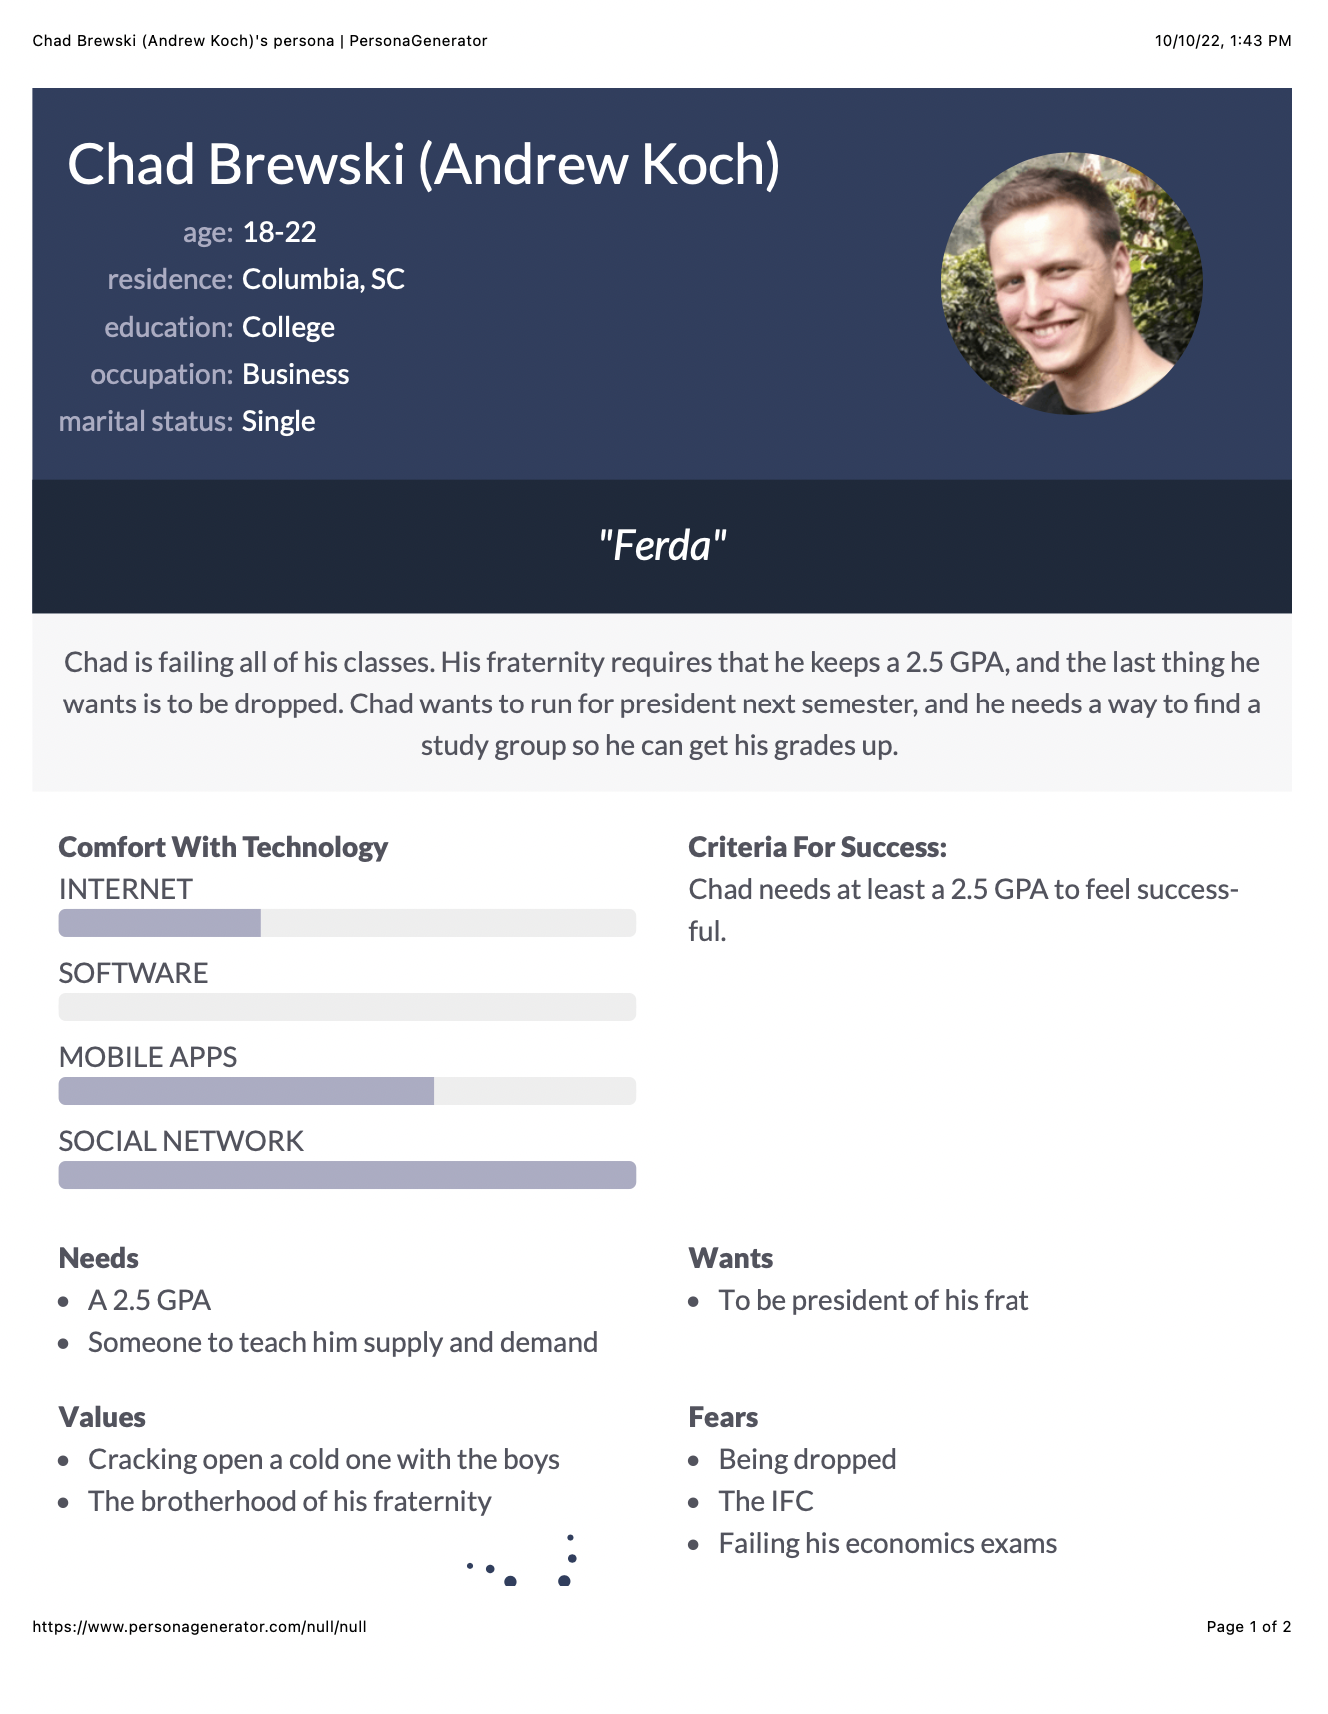 Chad Brewski (Andrew Koch)'s persona | PersonaGenerator
10/10/22, 1:43 PM
Chad Brewski (Andrew Koch)
age: 18-22
residence: Columbia, SC
education: College
occupation: Business
marital status: Single
"Ferda"
Chad is failing all of his classes. His fraternity requires that he keeps a 2.5 GPA, and the last thing he
wants is to be dropped. Chad wants to run for president next semester, and he needs a way to find a
study group so he can get his grades up.
Comfort With Technology
INTERNET
SOFTWARE
MOBILE APPS
SOCIAL NETWORK
Criteria For Success:
Chad needs at least a 2.5 GPA to feel success-
ful.
Needs
• A 2.5 GPA
• Someone to teach him supply and demand
Wants
• To be president of his frat
Values
• Cracking open a cold one with the boys
• The brotherhood of his fraternity
Fears
• Being dropped
• The IFC
• Failing his economics exams
https://www.personagenerator.com/null/null
Page 1 of 2